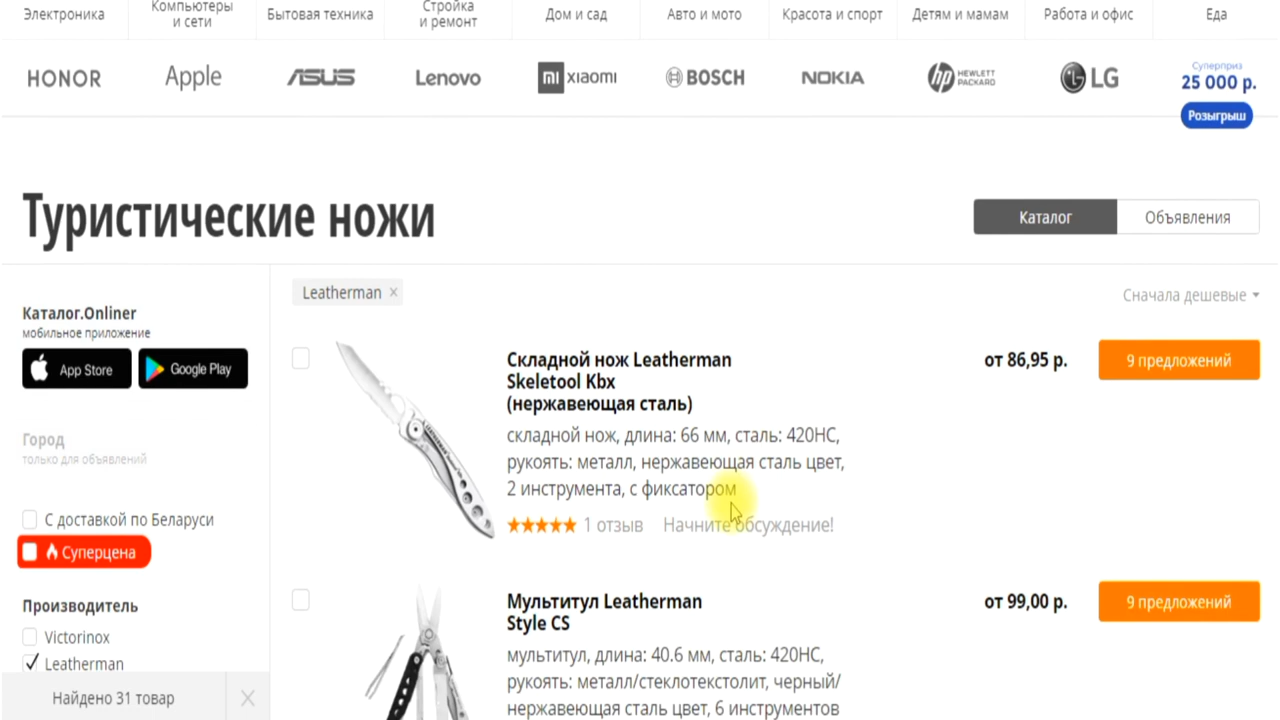 Электроника
Компьютеры
и сети
Бытовая техника
Стройка
и ремонт
Дом и сад
Авто и мото
Красота и спорт
Детям и мамам
Работа и офис
Еда
HONOR
Apple
ASUS
Lenovo
mi xiaomi
BOSCH
NOKIA
hp HEWLETT
PACKARD
LG
Суперприз
25 000 р.
Розыгрыш
Туристические ножи
Каталог
Объявления
Каталог.Onliner
мобильное приложение
App Store
Google Play
Город
только для объявлений
С доставкой по Беларуси
Суперцена
Производитель
Victorinox
Leatherman
Найдено 31 товар
Leatherman ×
Сначала дешевые
Складной нож Leatherman
Skeletool Kbx
(нержавеющая сталь)
складной нож, длина: 66 мм, сталь: 420HC,
рукоять: металл, нержавеющая сталь цвет,
2 инструмента, с фиксатором
1 отзыв Начните обсуждение!
от 86,95 р.
9 предложений
Мультитул Leatherman
Style CS
мультитул, длина: 40.6 мм, сталь: 420HC,
рукоять: металл/стеклотекстолит, черный/
нержавеющая сталь цвет, 6 инструментов
от 99,00 р.
9 предложений